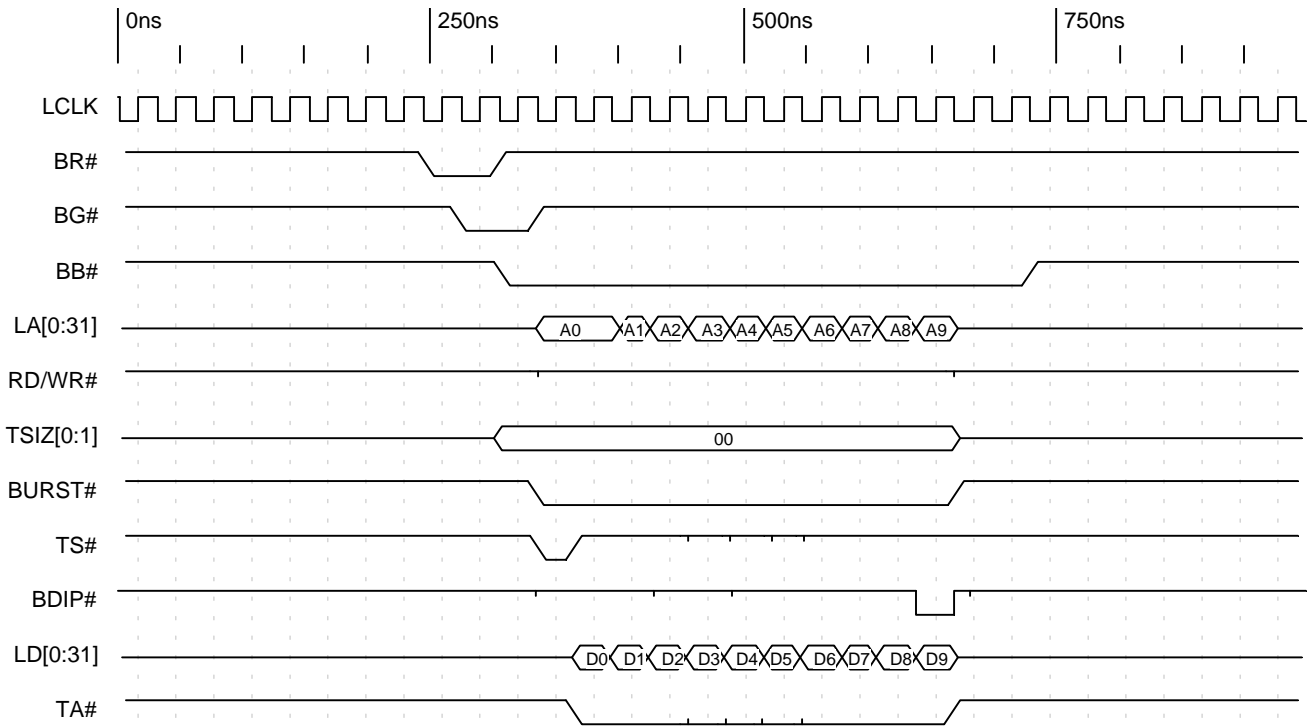 0ns 250ns 500ns 750ns
LCLK
BR#
BG#
BB#
LA[0:31] A0 A1 A2 A3 A4 A5 A6 A7 A8 A9
RD/WR#
TSIZ[0:1] 00
BURST#
TS#
BDIP#
LD[0:31] D0 D1 D2 D3 D4 D5 D6 D7 D8 D9
TA#